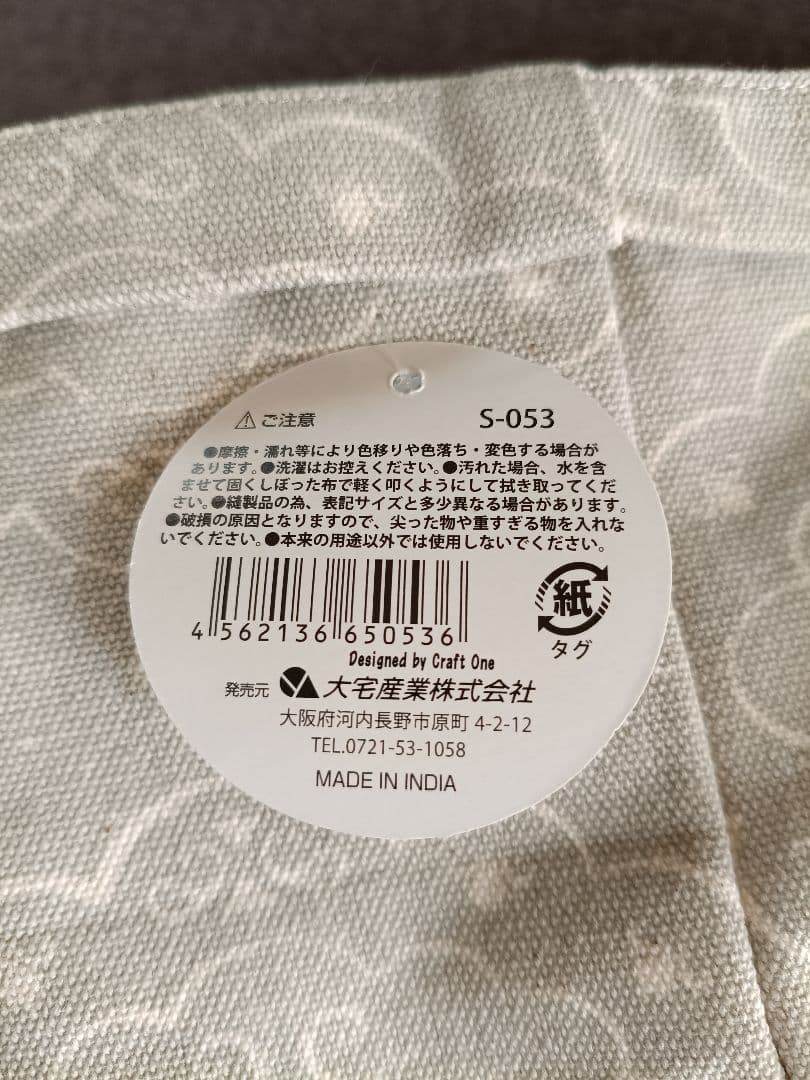 ⚠ご注意
S-053
●摩擦・濡れ等により色移りや色落ち・変色する場合が
あります。●洗濯はお控えください。●汚れた場合、水を含
ませて固くしぼった布で軽く叩くようにして拭き取ってくだ
さい。●縫製品の為、表記サイズと多少異なる場合があります。
●破損の原因となりますので、尖った物や重すぎる物を入れな
いでください。●本来の用途以外では使用しないでください。
4 562136 650536
紙
タグ
Designed by Craft One
発売元 大宅産業株式会社
大阪府河内長野市原町 4-2-12
TEL.0721-53-1058
MADE IN INDIA